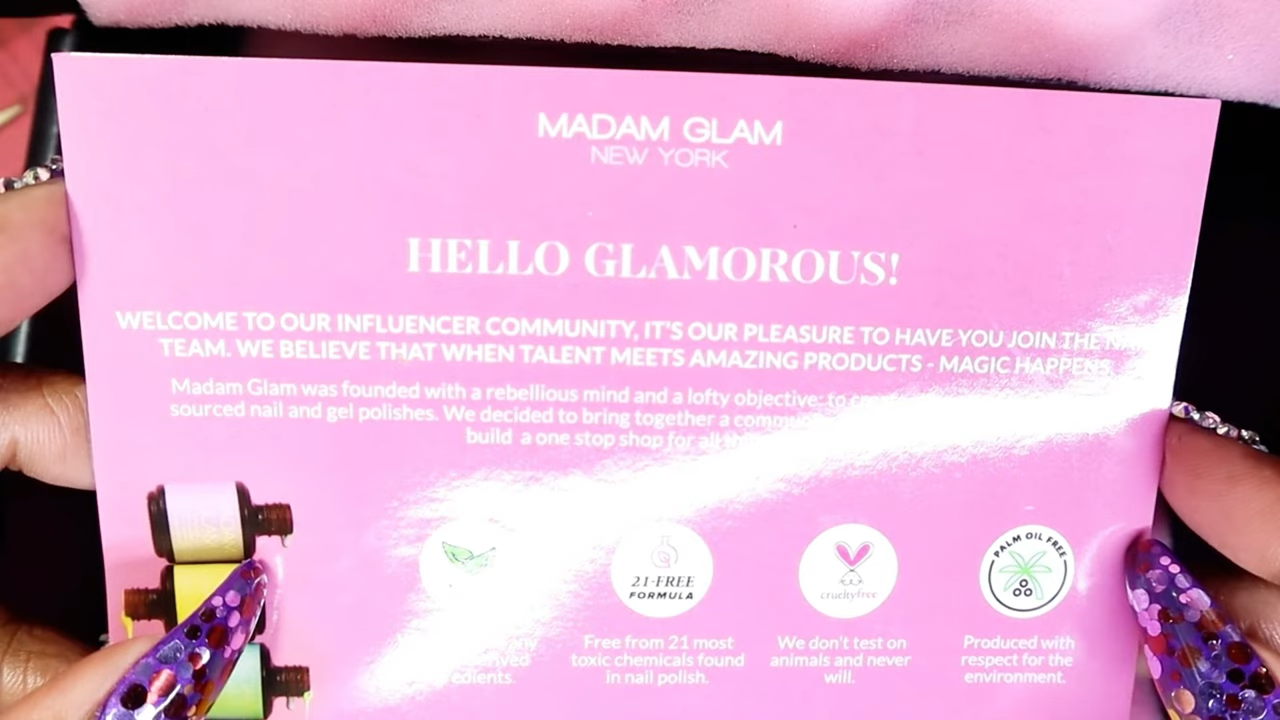 MADAM GLAM
NEW YORK
HELLO GLAMOROUS!
WELCOME TO OUR INFLUENCER COMMUNITY, IT'S OUR PLEASURE TO HAVE YOU JOIN THE
TEAM. WE BELIEVE THAT WHEN TALENT MEETS AMAZING PRODUCTS - MAGIC HAPPENS
Madam Glam was founded with a rebellious mind and a lofty objective: to
sourced nail and gel polishes. We decided to bring together a
build a one stop shop for all
21-FREE
FORMULA
crueltyfree
PALM OIL FREE
Free from 21 most
toxic chemicals found
in nail polish.
We don't test on
animals and never
will.
Produced with
respect for the
environment.